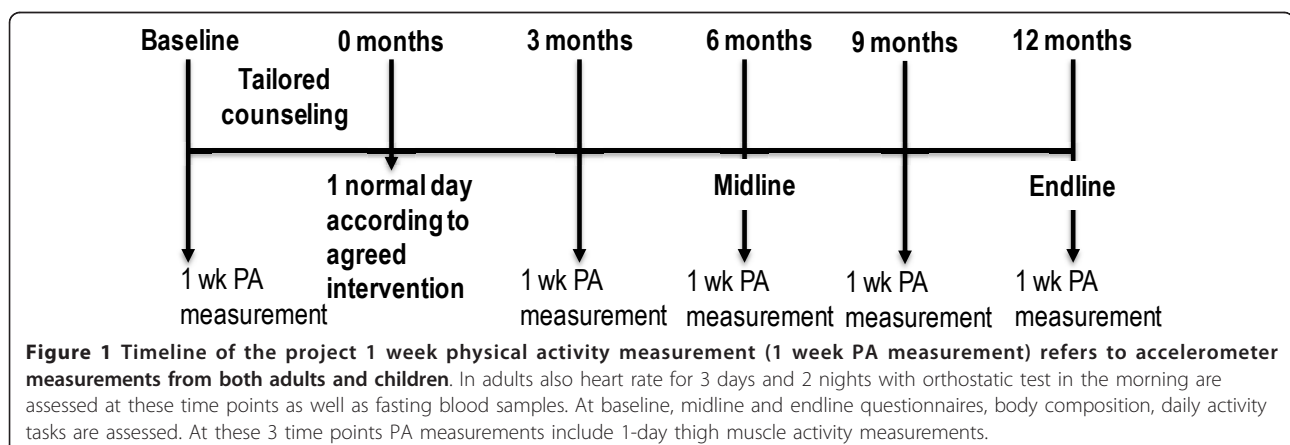 Baseline 0 months 3 months 6 months 9 months 12 months
Tailored
counseling
1 normal day
according to
agreed
intervention
Midline Endline
1 wk PA
measurement
1 wk PA
measurement
1 wk PA
measurement
1 wk PA
measurement
1 wk PA
measurement
Figure 1 Timeline of the project 1 week physical activity measurement (1 week PA measurement) refers to accelerometer
measurements from both adults and children. In adults also heart rate for 3 days and 2 nights with orthostatic test in the morning are
assessed at these time points as well as fasting blood samples. At baseline, midline and endline questionnaires, body composition, daily activity
tasks are assessed. At these 3 time points PA measurements include 1-day thigh muscle activity measurements.